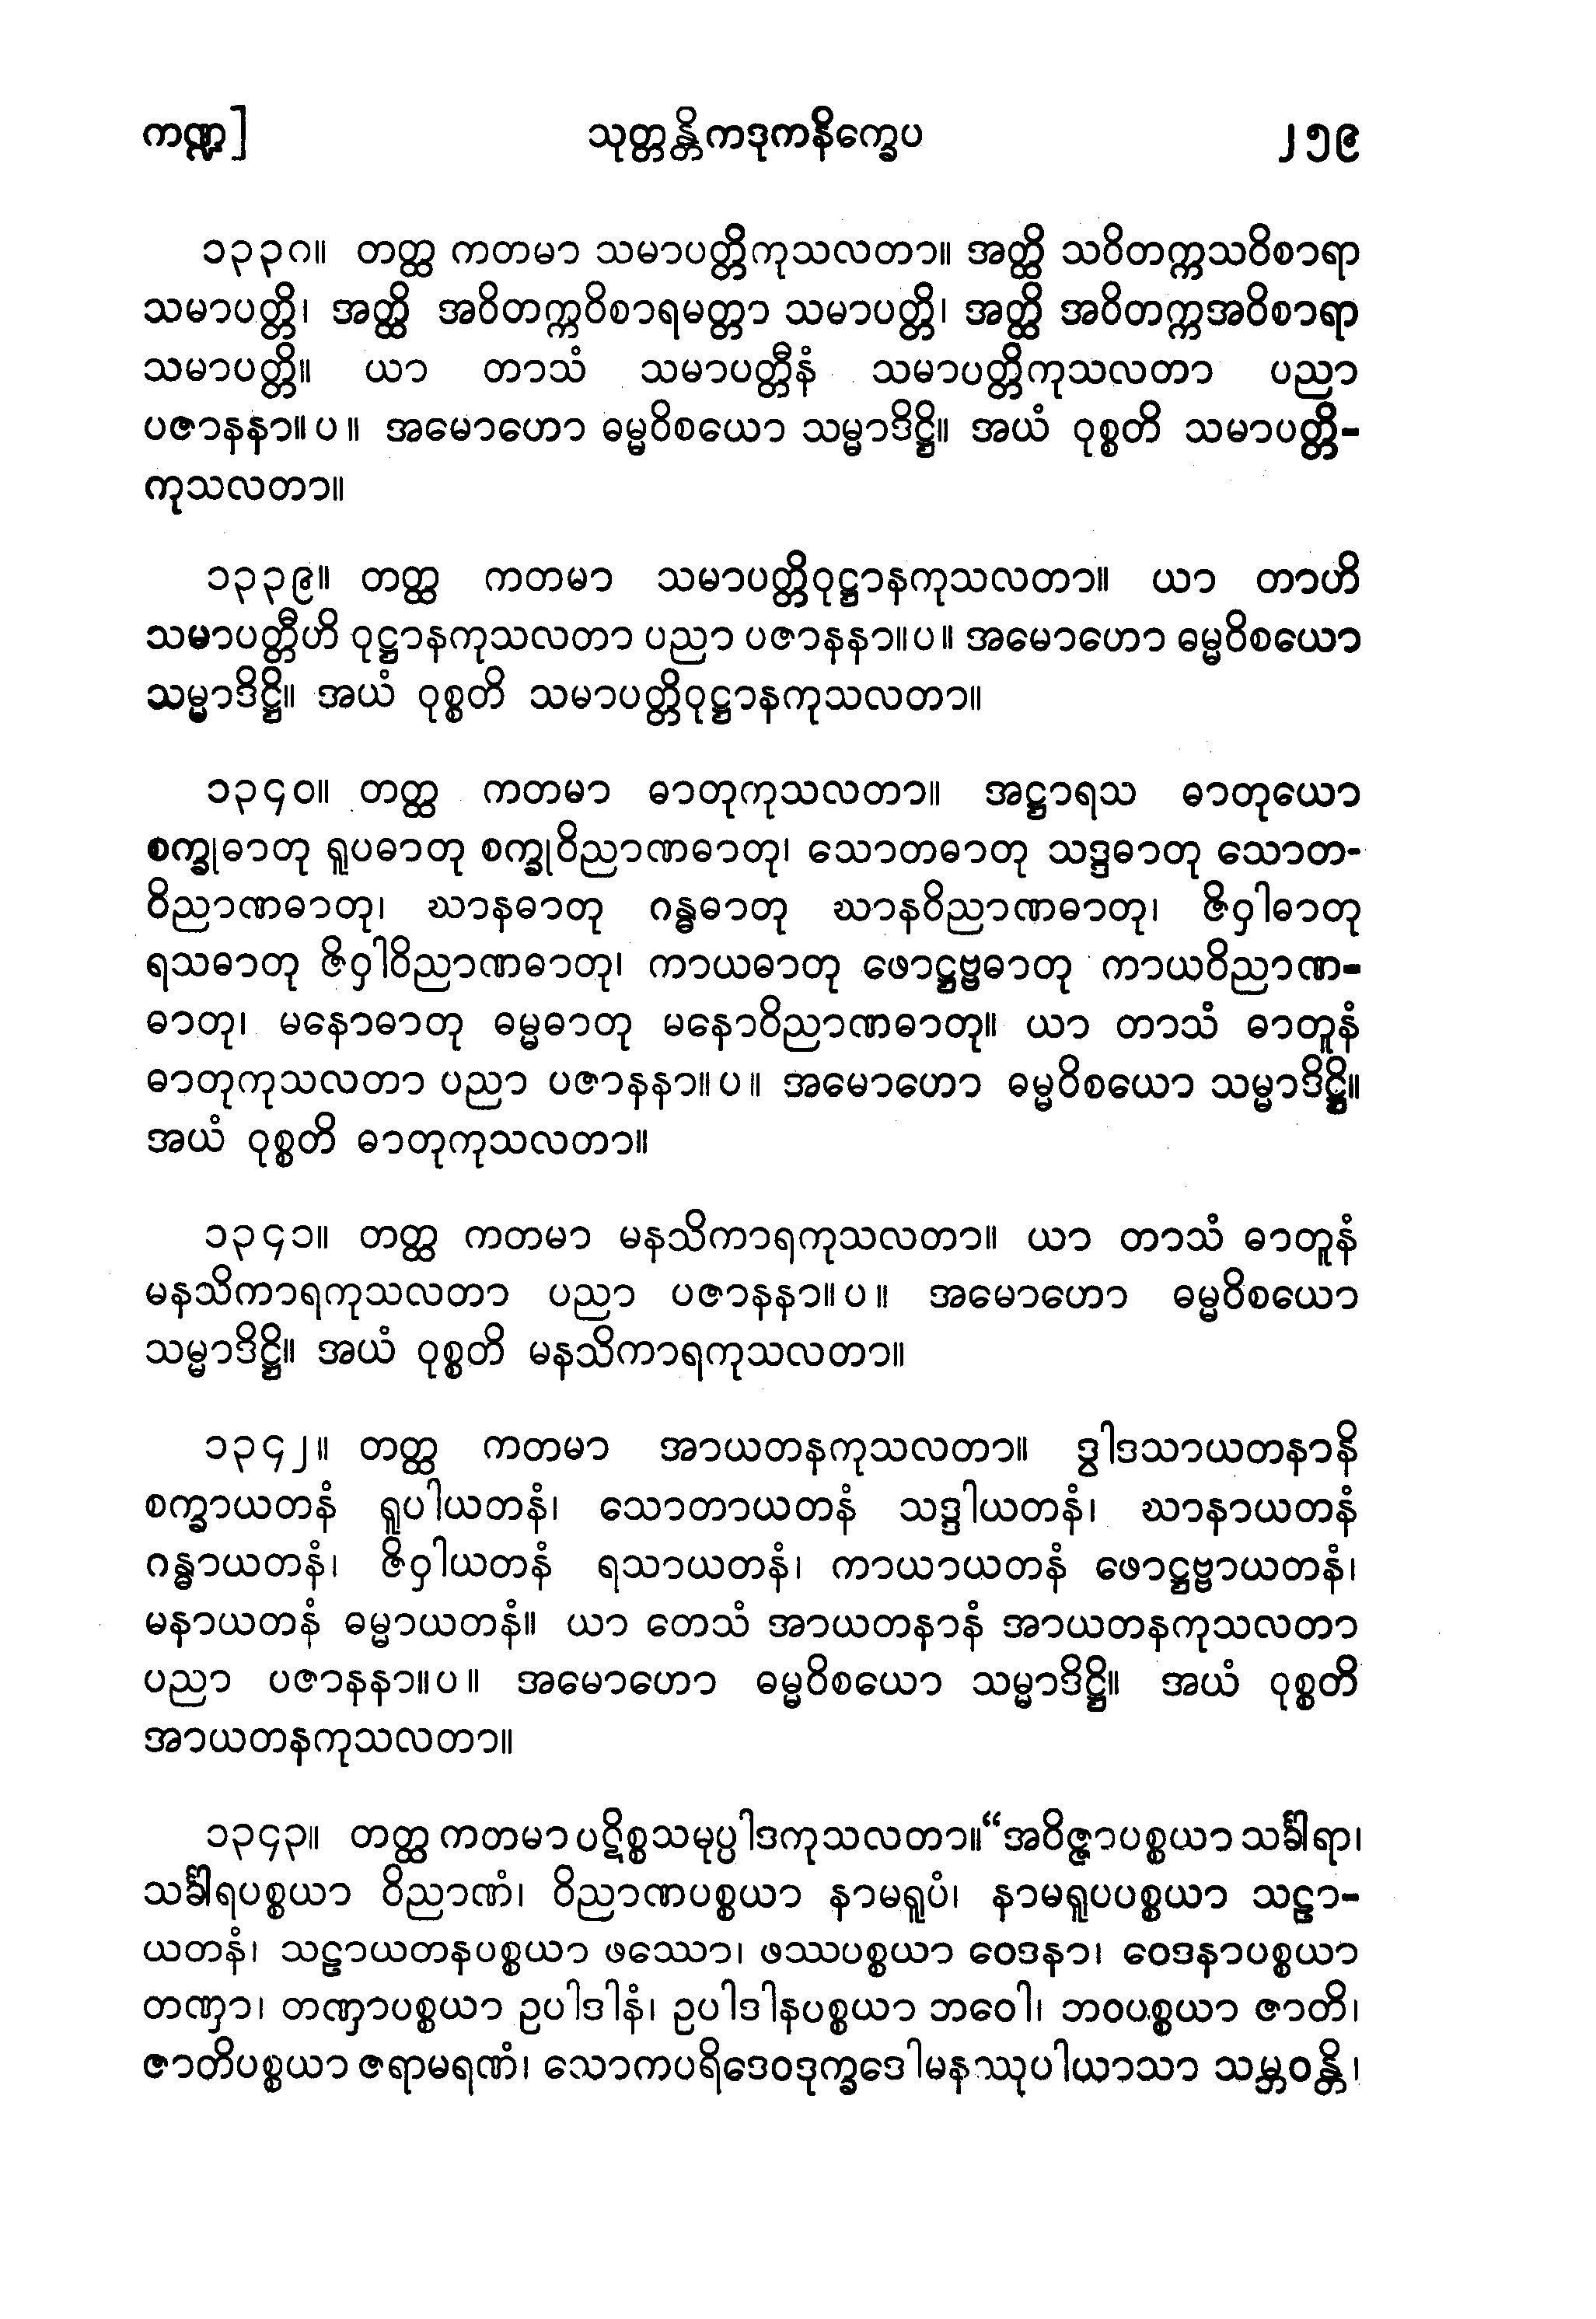 ကဏ္ဍ] သုတ္တန္တိကဒုကနိက္ခေပ ၂၅၉
၁၃၃၈။ တတ္ထ ကတမာ သမာပတ္တိကုသလတာ။ အတ္ထိ သဝိတက္ကသဝိစာရာ
သမာပတ္တိ၊ အတ္ထိ အဝိတက္ကဝိစာရမတ္တာ သမာပတ္တိ၊ အတ္ထိ အဝိတက္ကအဝိစာရာ
သမာပတ္တိ။ ယာ တာသံ သမာပတ္တီနံ သမာပတ္တိကုသလတာ ပညာ
ပဇာနနာ။ပ။ အမောဟော ဓမ္မဝိစယော သမ္မာဒိဋ္ဌိ။ အယံ ဝုစ္စတိ သမာပတ္တိ-
ကုသလတာ။
၁၃၃၉။ တတ္ထ ကတမာ သမာပတ္တိဝုဋ္ဌာနကုသလတာ။ ယာ တာဟိ
သမာပတ္တီဟိ ဝုဋ္ဌာနကုသလတာ ပညာ ပဇာနနာ။ပ။ အမောဟော ဓမ္မဝိစယော
သမ္မာဒိဋ္ဌိ။ အယံ ဝုစ္စတိ သမာပတ္တိဝုဋ္ဌာနကုသလတာ။
၁၃၄၀။ တတ္ထ ကတမာ ဓာတုကုသလတာ။ အဋ္ဌာရသ ဓာတုယော
စက္ခုဓာတု ရူပဓာတု စက္ခုဝိညာဏဓာတု၊ သောတဓာတု သဒ္ဒဓာတု သောတ-
ဝိညာဏဓာတု၊ ဃာနဓာတု ဂန္ဓဓာတု ဃာနဝိညာဏဓာတု၊ ဇိဝှါဓာတု
ရသဓာတု ဇိဝှါဝိညာဏဓာတု၊ ကာယဓာတု ဖောဋ္ဌဗ္ဗဓာတု ကာယဝိညာဏ-
ဓာတု၊ မနောဓာတု ဓမ္မဓာတု မနောဝိညာဏဓာတု။ ယာ တာသံ ဓာတူနံ
ဓာတုကုသလတာ ပညာ ပဇာနနာ။ပ။ အမောဟော ဓမ္မဝိစယော သမ္မာဒိဋ္ဌိ။
အယံ ဝုစ္စတိ ဓာတုကုသလတာ။
၁၃၄၁။ တတ္ထ ကတမာ မနသိကာရကုသလတာ။ ယာ တာသံ ဓာတူနံ
မနသိကာရကုသလတာ ပညာ ပဇာနနာ။ပ။ အမောဟော ဓမ္မဝိစယော
သမ္မာဒိဋ္ဌိ။ အယံ ဝုစ္စတိ မနသိကာရကုသလတာ။
၁၃၄၂။ တတ္ထ ကတမာ အာယတနကုသလတာ။ ဒွါဒသာယတနာနိ
စက္ခာယတနံ ရူပါယတနံ၊ သောတာယတနံ သဒ္ဒါယတနံ၊ ဃာနာယတနံ
ဂန္ဓာယတနံ၊ ဇိဝှါယတနံ ရသာယတနံ၊ ကာယာယတနံ ဖောဋ္ဌဗ္ဗာယတနံ၊
မနာယတနံ ဓမ္မာယတနံ။ ယာ တေသံ အာယတနာနံ အာယတနကုသလတာ
ပညာ ပဇာနနာ။ပ။ အမောဟော ဓမ္မဝိစယော သမ္မာဒိဋ္ဌိ။ အယံ ဝုစ္စတိ
အာယတနကုသလတာ။
၁၃၄၃။ တတ္ထ ကတမာ ပဋိစ္စသမုပ္ပါဒကုသလတာ။“အဝိဇ္ဇာပစ္စယာ သင်္ခါရာ၊
သင်္ခါရပစ္စယာ ဝိညာဏံ၊ ဝိညာဏပစ္စယာ နာမရူပံ၊ နာမရူပပစ္စယာ သဠာ-
ယတနံ၊ သဠာယတနပစ္စယာ ဖဿော၊ ဖဿပစ္စယာ ဝေဒနာ၊ ဝေဒနာပစ္စယာ
တဏှာ၊ တဏှာပစ္စယာ ဥပါဒါနံ၊ ဥပါဒါနပစ္စယာ ဘဝေါ၊ ဘဝပစ္စယာ ဇာတိ၊
ဇာတိပစ္စယာ ဇရာမရဏံ၊ သောကပရိဒေဝဒုက္ခဒေါမနဿုပါယာသာ သမ္ဘဝန္တိ၊